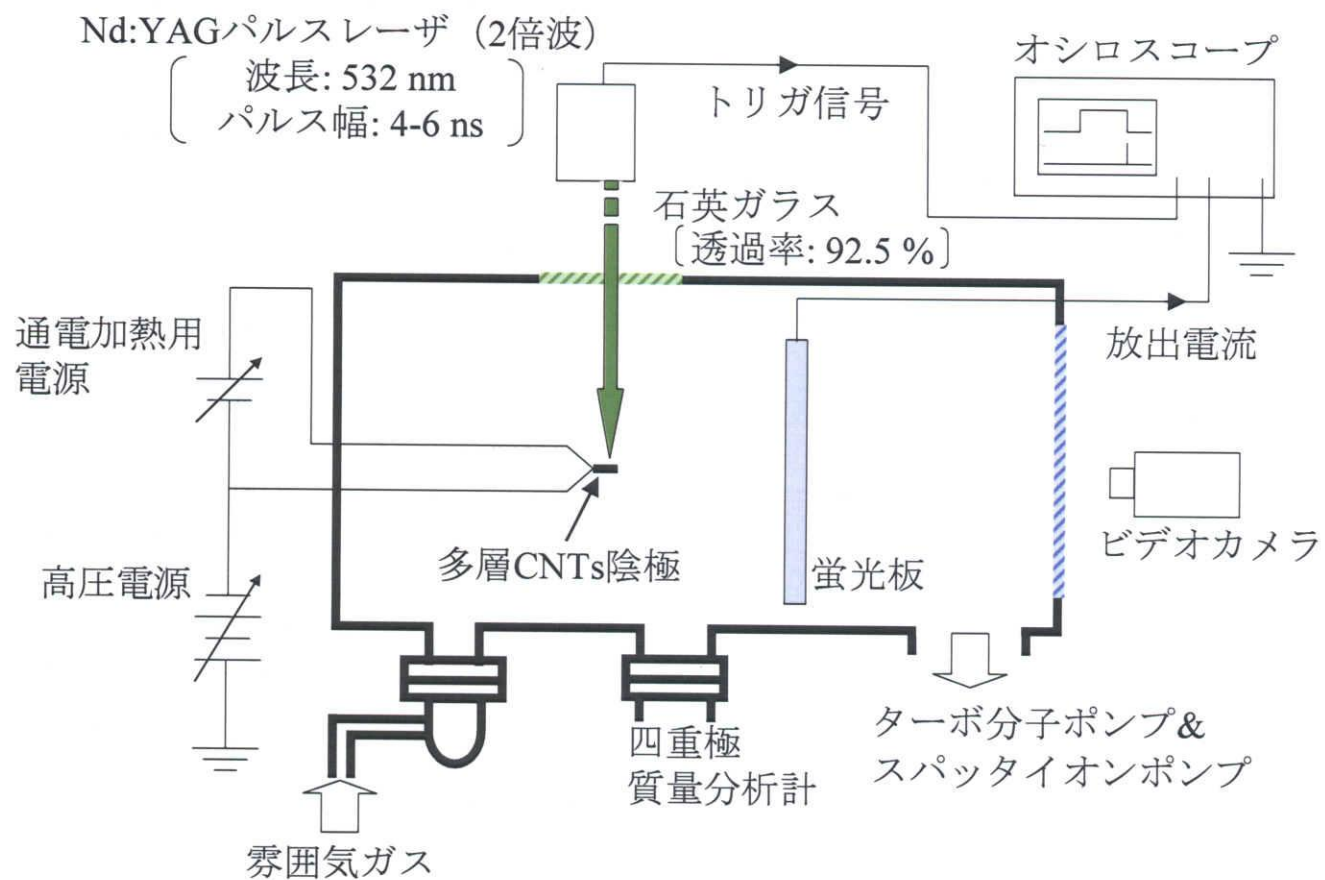 Nd:YAGパルスレーザ（2倍波）
波長: 532 nm
パルス幅: 4-6 ns
トリガ信号
オシロスコープ
石英ガラス
〔透過率: 92.5 %〕
放出電流
通電加熱用
電源
多層CNTs陰極
蛍光板
ビデオカメラ
高圧電源
四重極
質量分析計
ターボ分子ポンプ&
スパッタイオンポンプ
雰囲気ガス